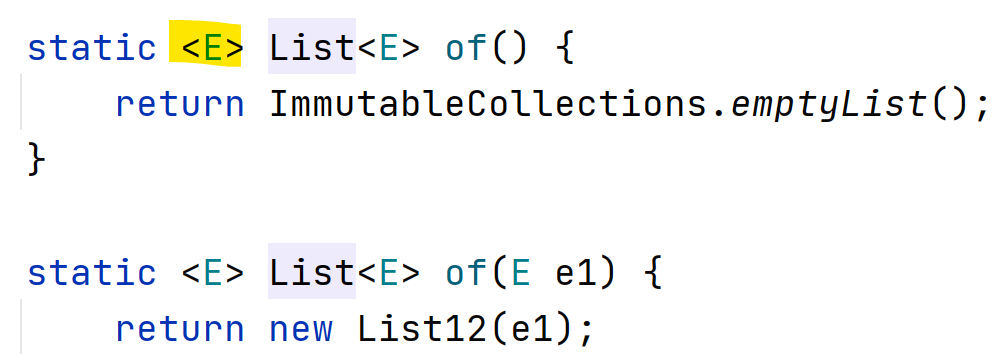 static <E> List<E> of() {
    return ImmutableCollections.emptyList();
}
static <E> List<E> of(E e1) {
    return new List12(e1);